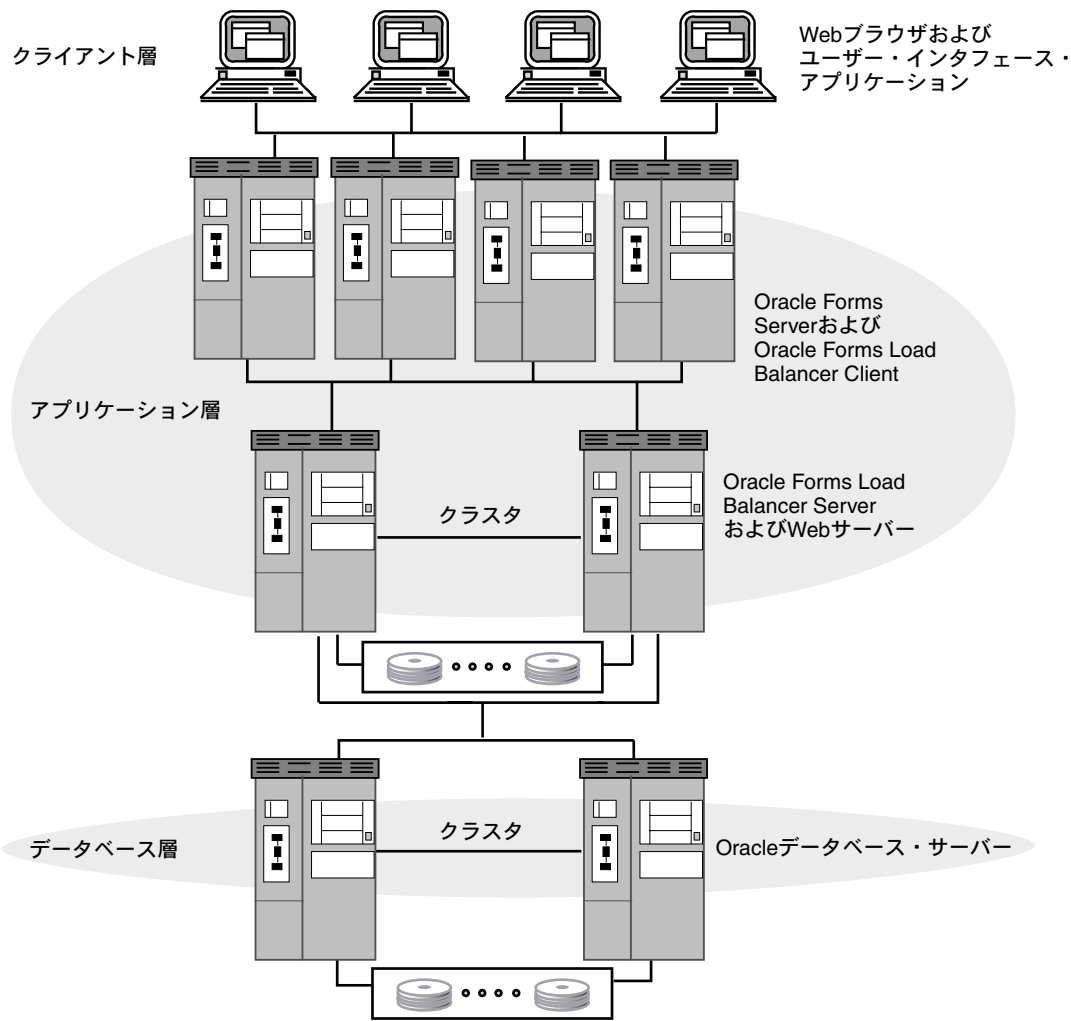 クライアント層
Webブラウザおよび
ユーザー・インタフェース・
アプリケーション
Oracle Forms
Serverおよび
Oracle Forms Load
Balancer Client
アプリケーション層
Oracle Forms Load
Balancer Server
およびWebサーバー
クラスタ
クラスタ
データベース層
Oracleデータベース・サーバー